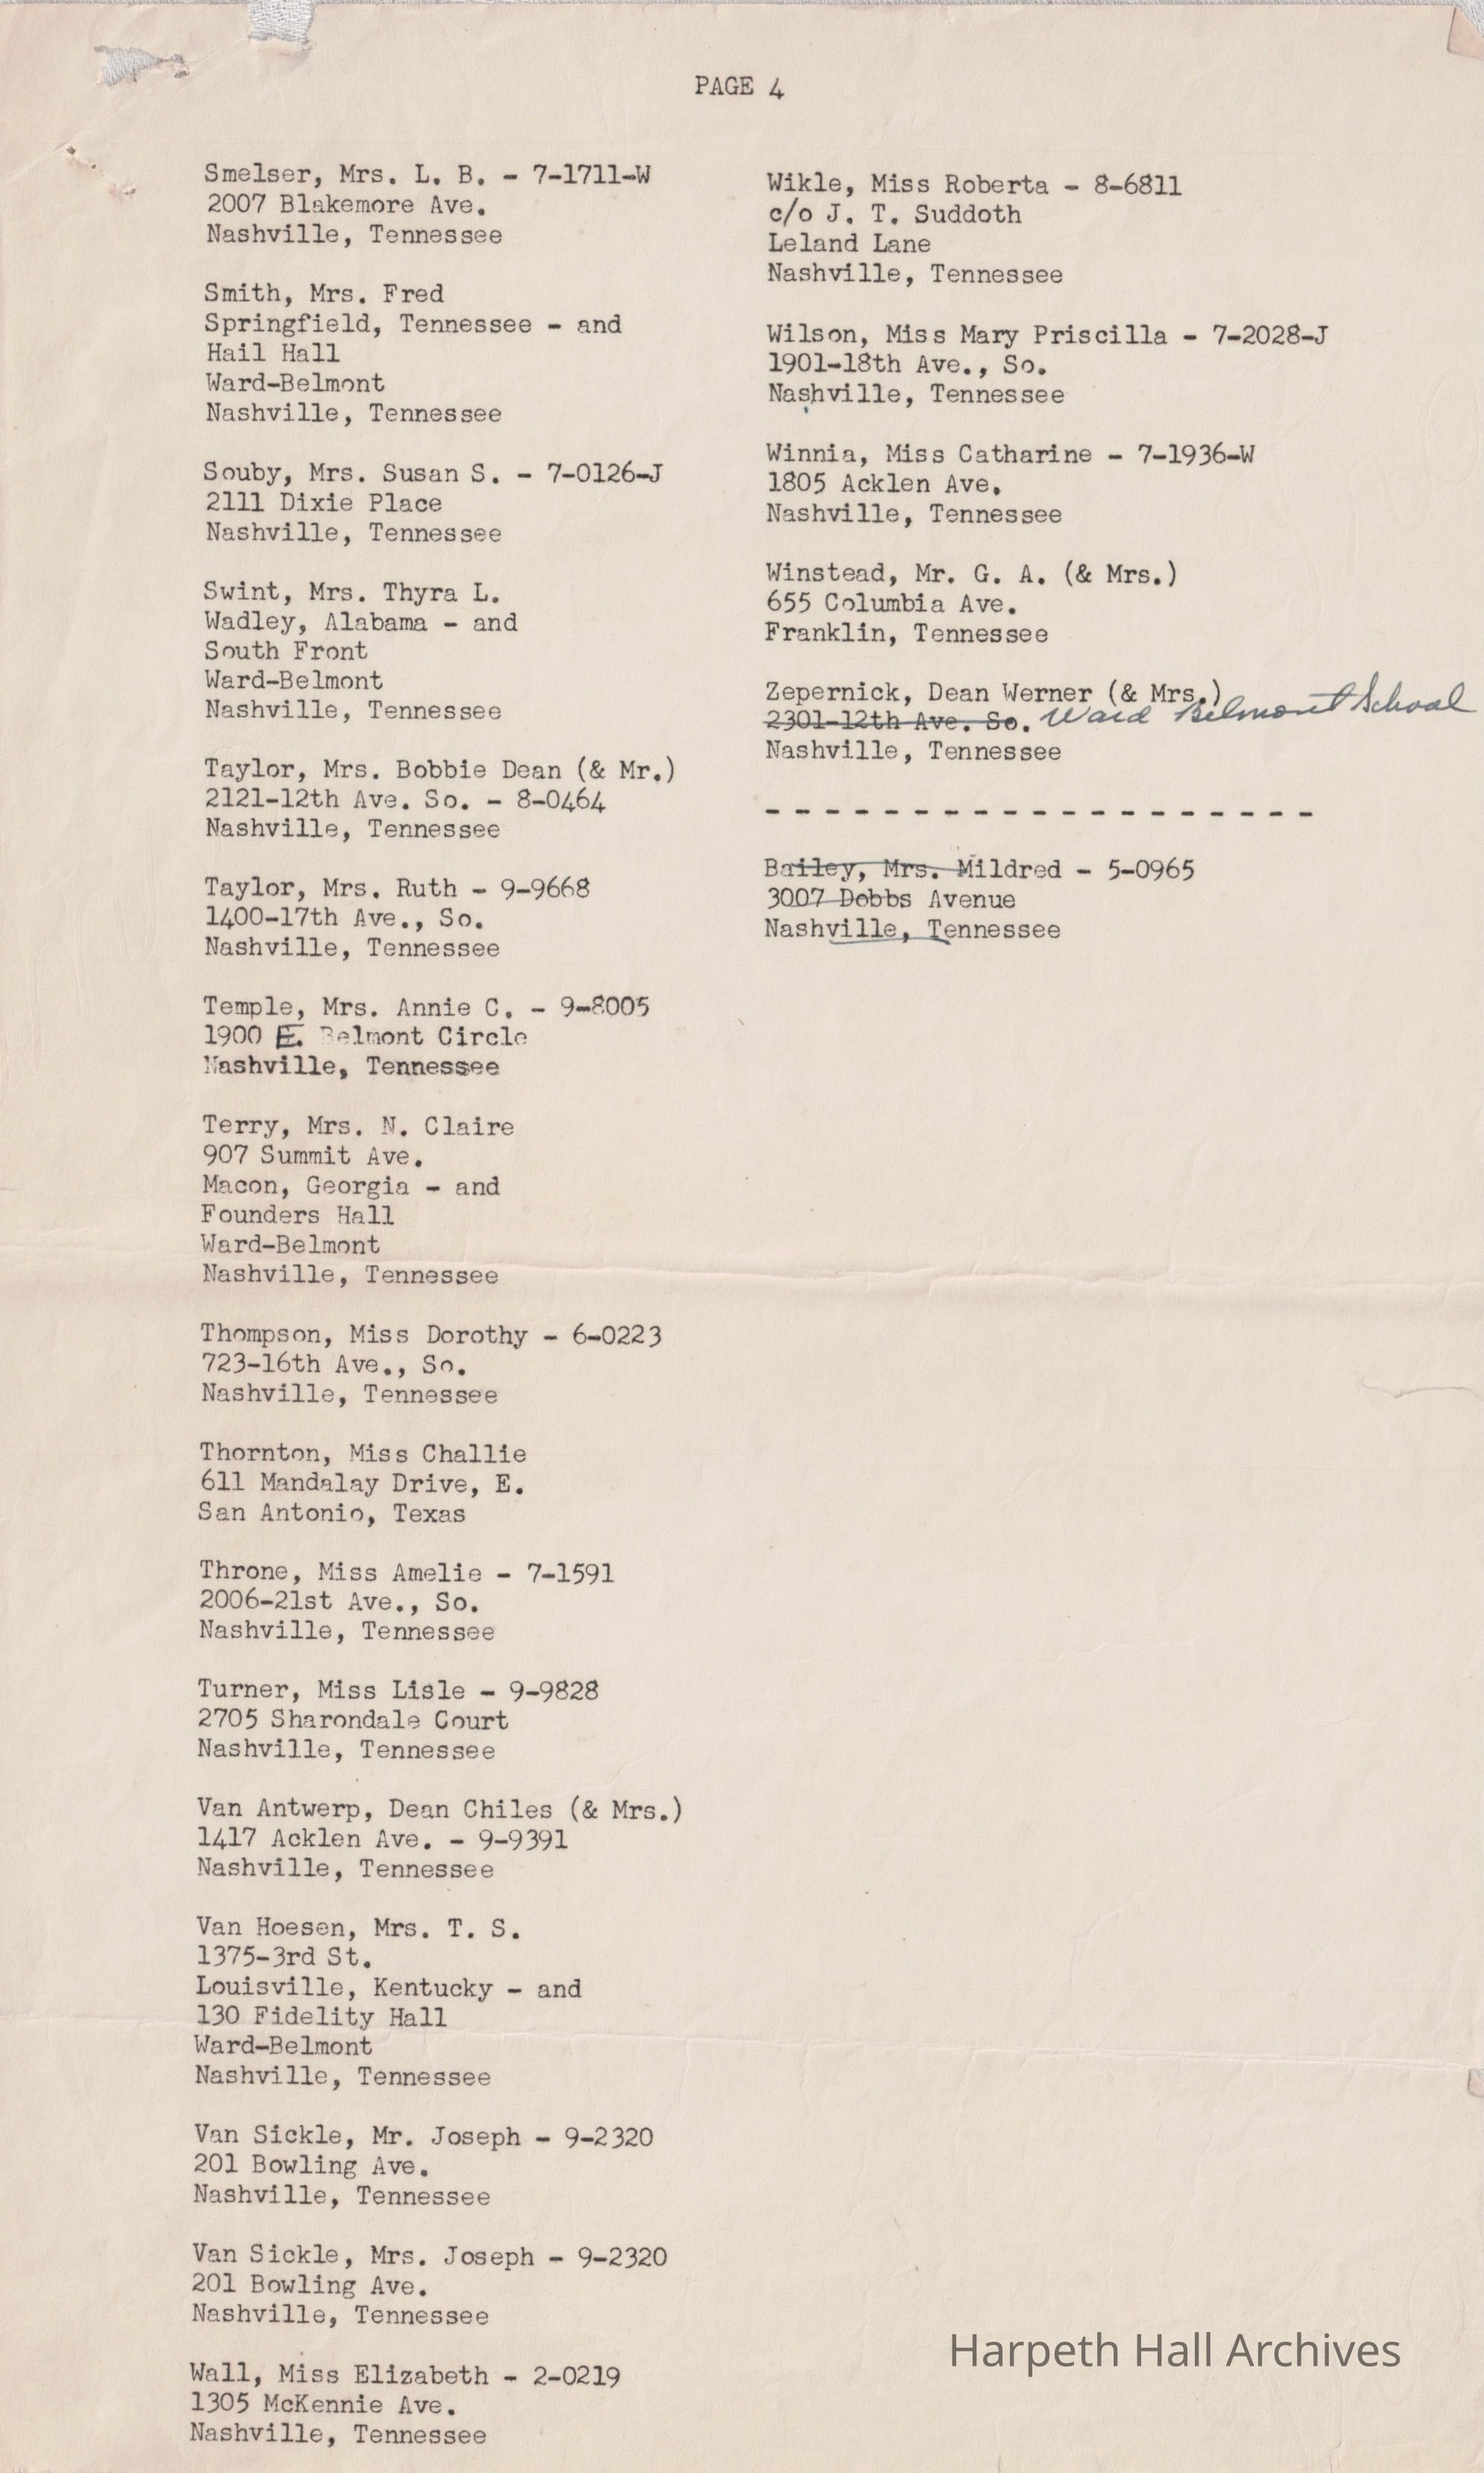 PAGE 4
Smelser, Mrs. L. B. - 7-1711-W
2007 Blakemore Ave.
Nashville, Tennessee
Smith, Mrs. Fred
Springfield, Tennessee - and
Hail Hall
Ward-Belmont
Nashville, Tennessee
Souby, Mrs. Susan S. - 7-0126-J
2111 Dixie Place
Nashville, Tennessee
Swint, Mrs. Thyra L.
Wadley, Alabama - and
South Front
Ward-Belmont
Nashville, Tennessee
Taylor, Mrs. Bobbie Dean (& Mr.)
2121-12th Ave. So. - 8-0464
Nashville, Tennessee
Taylor, Mrs. Ruth - 9-9668
1400-17th Ave., So.
Nashville, Tennessee
Temple, Mrs. Annie C. - 9-8005
1900 E. Belmont Circle
Nashville, Tennessee
Terry, Mrs. N. Claire
907 Summit Ave.
Macon, Georgia - and
Founders Hall
Ward-Belmont
Nashville, Tennessee
Thompson, Miss Dorothy - 6-0223
723-16th Ave., So.
Nashville, Tennessee
Thornton, Miss Challie
611 Mandalay Drive, E.
San Antonio, Texas
Throne, Miss Amelie - 7-1591
2006-21st Ave., So.
Nashville, Tennessee
Turner, Miss Lisle - 9-9828
2705 Sharondale Court
Nashville, Tennessee
Van Antwerp, Dean Chiles (& Mrs.)
1417 Acklen Ave. - 9-9391
Nashville, Tennessee
Van Hoesen, Mrs. T. S.
1375-3rd St.
Louisville, Kentucky - and
130 Fidelity Hall
Ward-Belmont
Nashville, Tennessee
Van Sickle, Mr. Joseph - 9-2320
201 Bowling Ave.
Nashville, Tennessee
Van Sickle, Mrs. Joseph - 9-2320
201 Bowling Ave.
Nashville, Tennessee
Wall, Miss Elizabeth - 2-0219
1305 McKennie Ave.
Nashville, Tennessee
Wikle, Miss Roberta - 8-6811
c/o J. T. Suddoth
Leland Lane
Nashville, Tennessee
Wilson, Miss Mary Priscilla - 7-2028-J
1901-18th Ave., So.
Nashville, Tennessee
Winnia, Miss Catharine - 7-1936-W
1805 Acklen Ave.
Nashville, Tennessee
Winstead, Mr. G. A. (& Mrs.)
655 Columbia Ave.
Franklin, Tennessee
Zepernick, Dean Werner (& Mrs.)
2301-12th Ave. So. Ward Belmont School
Nashville, Tennessee
- - - - - - - - - - - - - - - - - - -
Bailey, Mrs. Mildred - 5-0965
3007 Dobbs Avenue
Nashville, Tennessee
Harpeth Hall Archives